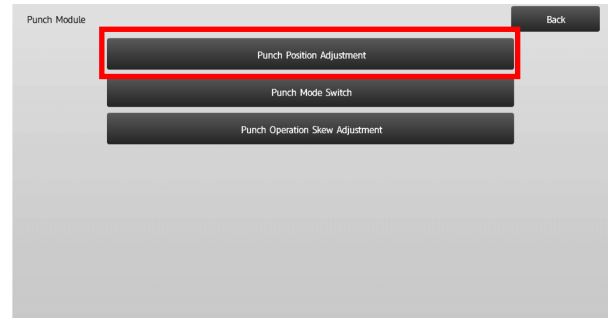 Punch Module
Back
Punch Position Adjustment
Punch Mode Switch
Punch Operation Skew Adjustment